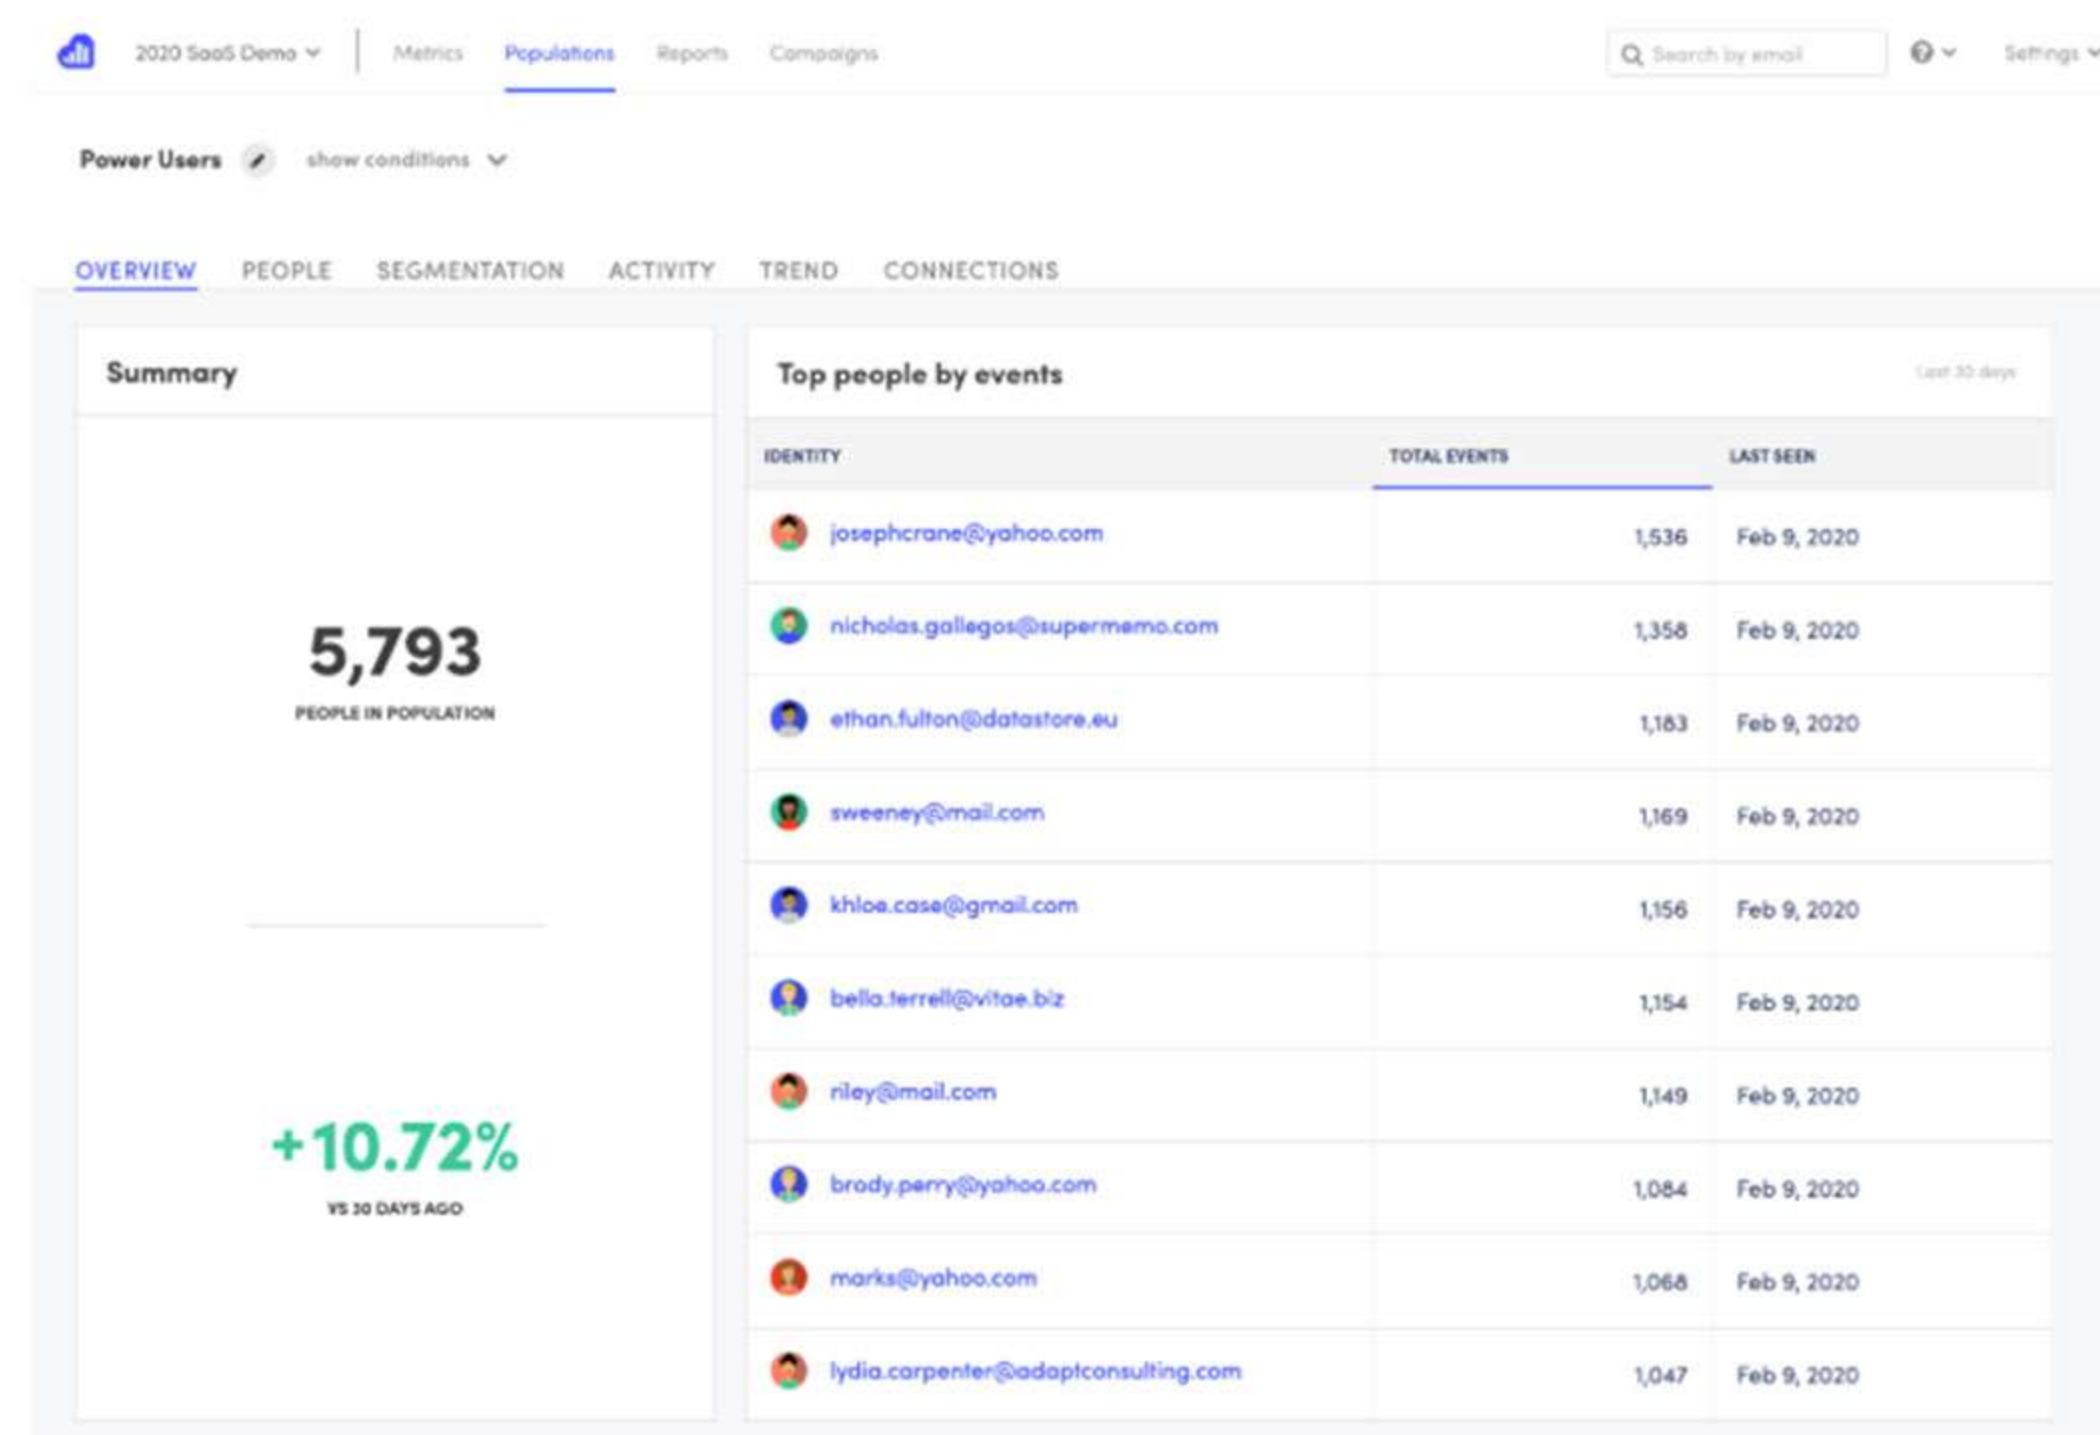 2020 SaaS Demo Metrics Populations Reports Campaigns Search by email Settings
Power Users show conditions
OVERVIEW PEOPLE SEGMENTATION ACTIVITY TREND CONNECTIONS
Summary
5,793
PEOPLE IN POPULATION
+10.72%
VS 30 DAYS AGO
Top people by events Last 30 days
IDENTITY TOTAL EVENTS LAST SEEN
josephcrane@yahoo.com 1,536 Feb 9, 2020
nicholas.gallegos@supermemo.com 1,358 Feb 9, 2020
ethan.fulton@datastore.eu 1,183 Feb 9, 2020
sweeney@mail.com 1,169 Feb 9, 2020
khloe.case@gmail.com 1,156 Feb 9, 2020
bella.terrell@vitae.biz 1,154 Feb 9, 2020
riley@mail.com 1,149 Feb 9, 2020
brody.perry@yahoo.com 1,084 Feb 9, 2020
marks@yahoo.com 1,068 Feb 9, 2020
lydia.carpenter@adaptconsulting.com 1,047 Feb 9, 2020